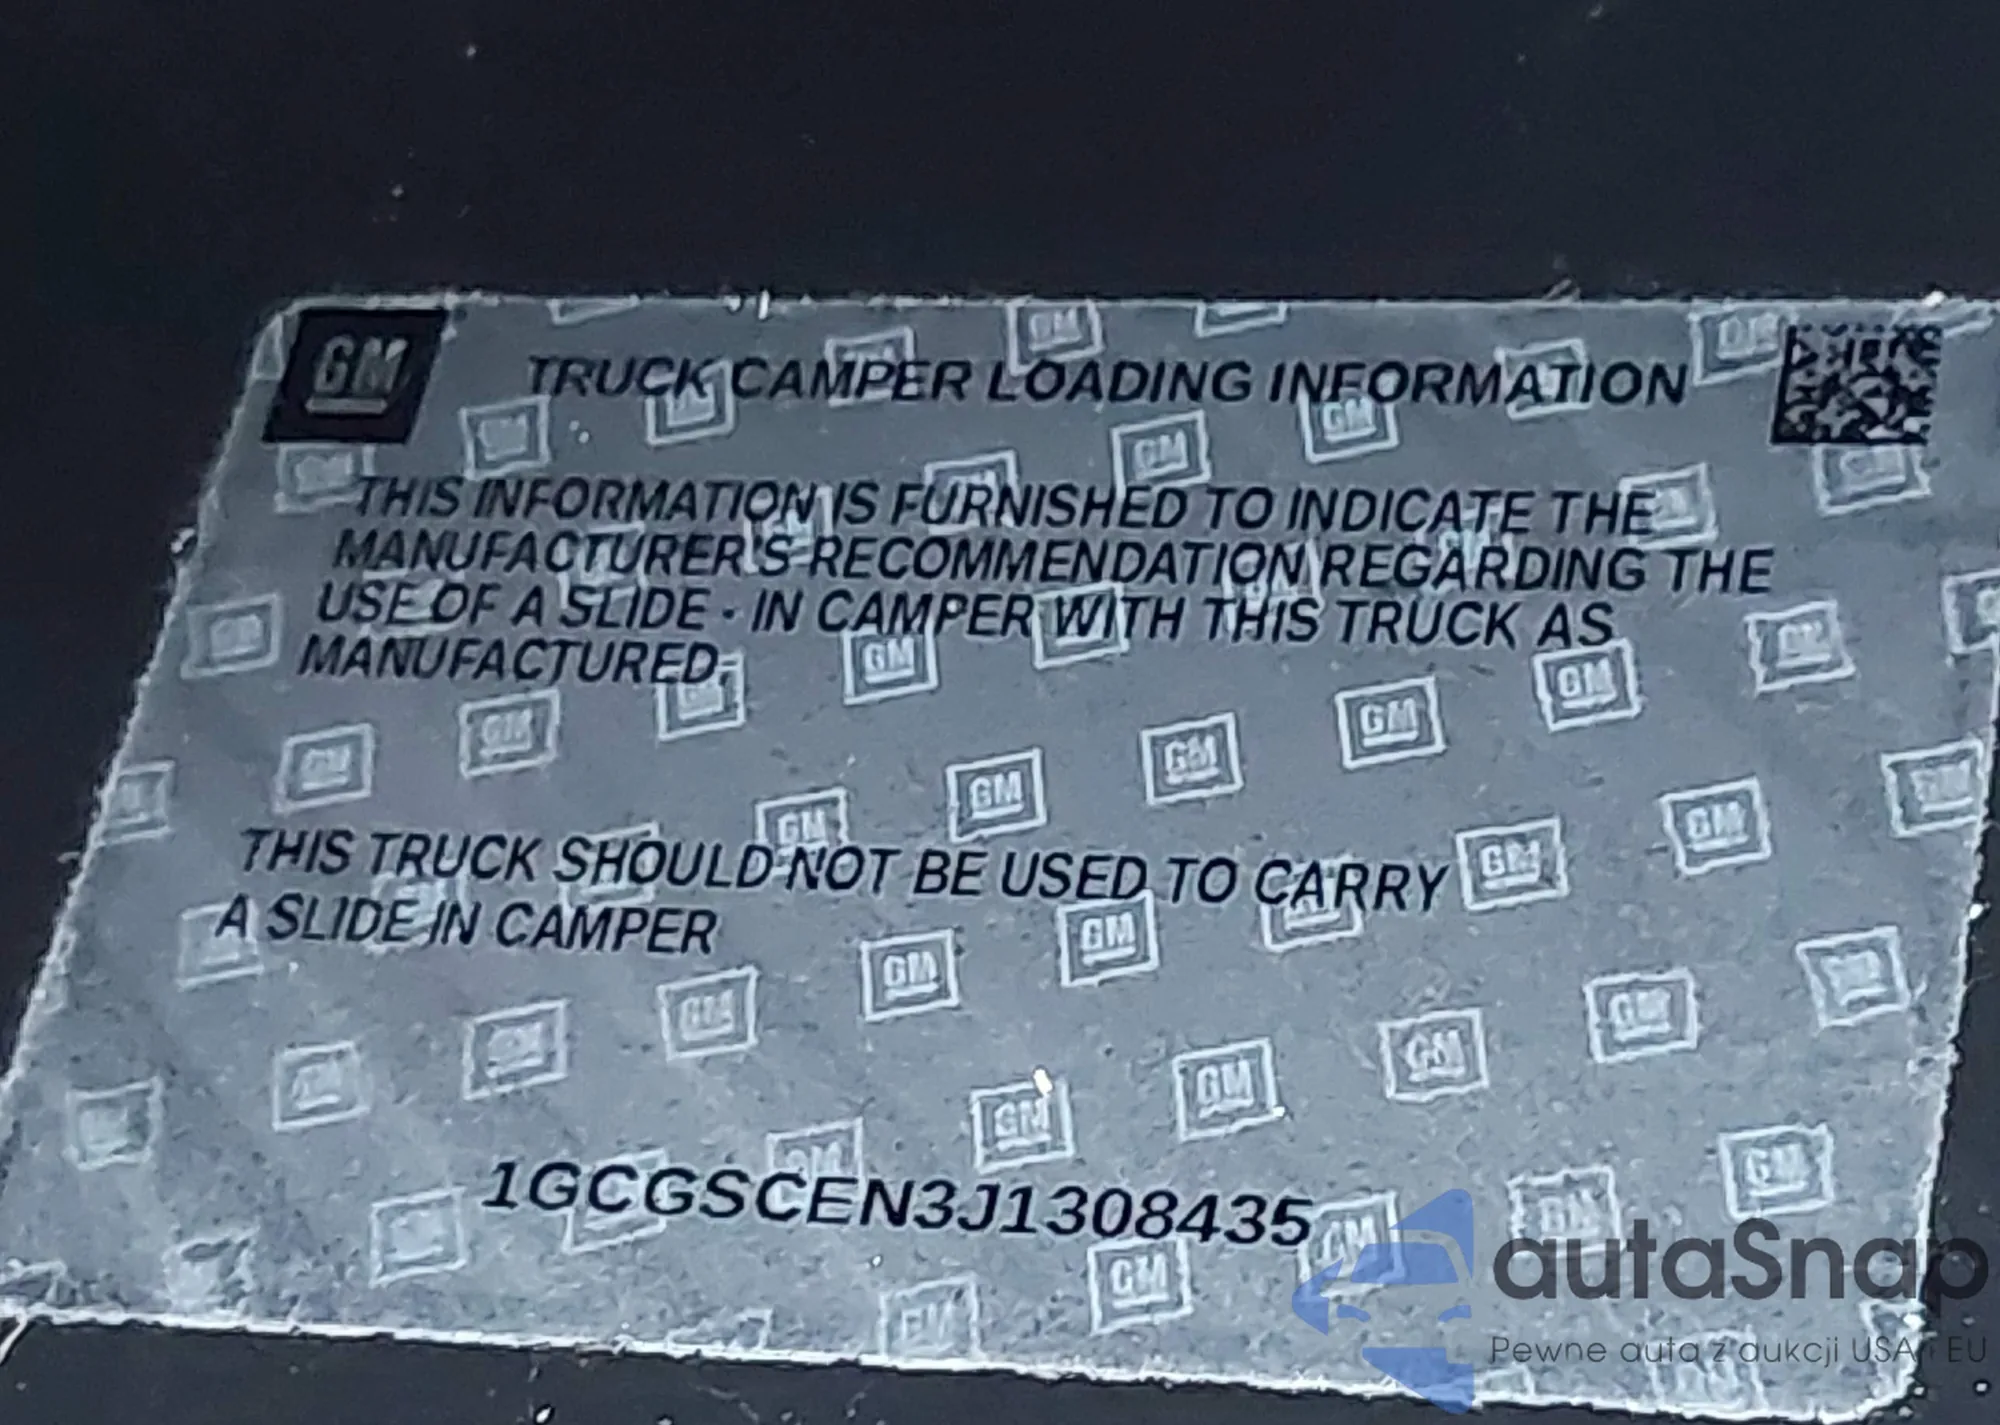 GM
TRUCK CAMPER LOADING INFORMATION
THIS INFORMATION IS FURNISHED TO INDICATE THE
MANUFACTURER'S RECOMMENDATION REGARDING THE
USE OF A SLIDE - IN CAMPER WITH THIS TRUCK AS
MANUFACTURED.
THIS TRUCK SHOULD NOT BE USED TO CARRY
A SLIDE IN CAMPER
1GCGSCEN3J1308435
autaSnap
Pewne auta z aukcji USA i EU